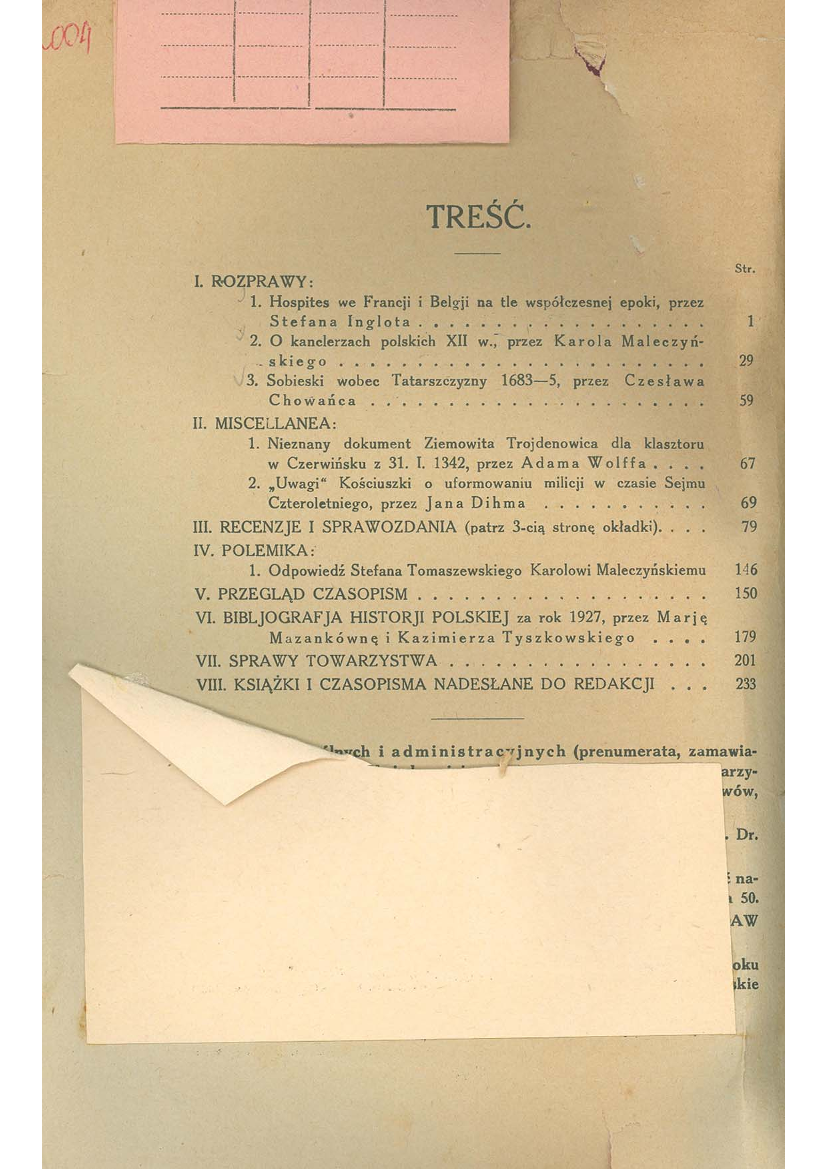 TREŚĆ.
Str.
I. ROZPRAWY:
1. Hospites we Francji i Belgji na tle współczesnej epoki, przez
Stefana Inglota . . . . . . . . . . . . . . . . . . . 1
2. O kanclerzach polskich XII w., przez Karola Maleczyń-
skiego . . . . . . . . . . . . . . . . . . . . . . . . 29
3. Sobieski wobec Tatarszczyzny 1683—5, przez Czesława
Chowańca . . . . . . . . . . . . . . . . . . . . . . 59
II. MISCELLANEA:
1. Nieznany dokument Ziemowita Trojdenowica dla klasztoru
w Czerwińsku z 31. I. 1342, przez Adama Wolffa . . . . 67
2. „Uwagi“ Kościuszki o uformowaniu milicji w czasie Sejmu
Czteroletniego, przez Jana Dihma . . . . . . . . . . . 69
III. RECENZJE I SPRAWOZDANIA (patrz 3-cią stronę okładki). . . . 79
IV. POLEMIKA:
1. Odpowiedź Stefana Tomaszewskiego Karolowi Maleczyńskiemu 146
V. PRZEGLĄD CZASOPISM . . . . . . . . . . . . . . . . . . . 150
VI. BIBLJOGRAFJA HISTORJI POLSKIEJ za rok 1927, przez Marję
Mazankównę i Kazimierza Tyszkowskiego . . . . 179
VII. SPRAWY TOWARZYSTWA . . . . . . . . . . . . . . . . . 201
VIII. KSIĄŻKI I CZASOPISMA NADESŁANE DO REDAKCJI . . . 233
i administracyjnych (prenumerata, zamawia-
arzy-
wów,
. Dr.
na-
50.
AW
oku
skie